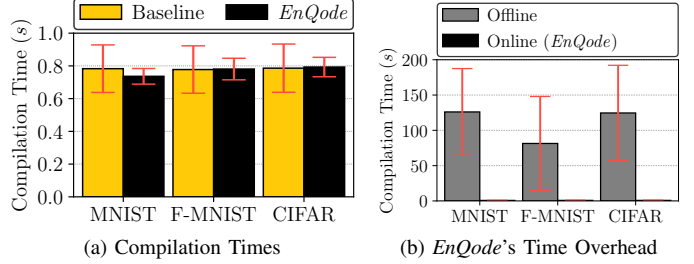 Baseline EnQode
Compilation Time (s)
1.0
0.8
0.6
0.4
0.2
0.0
MNIST F-MNIST CIFAR
(a) Compilation Times
Offline
Online (EnQode)
Compilation Time (s)
200
150
100
50
0
MNIST F-MNIST CIFAR
(b) EnQode's Time Overhead